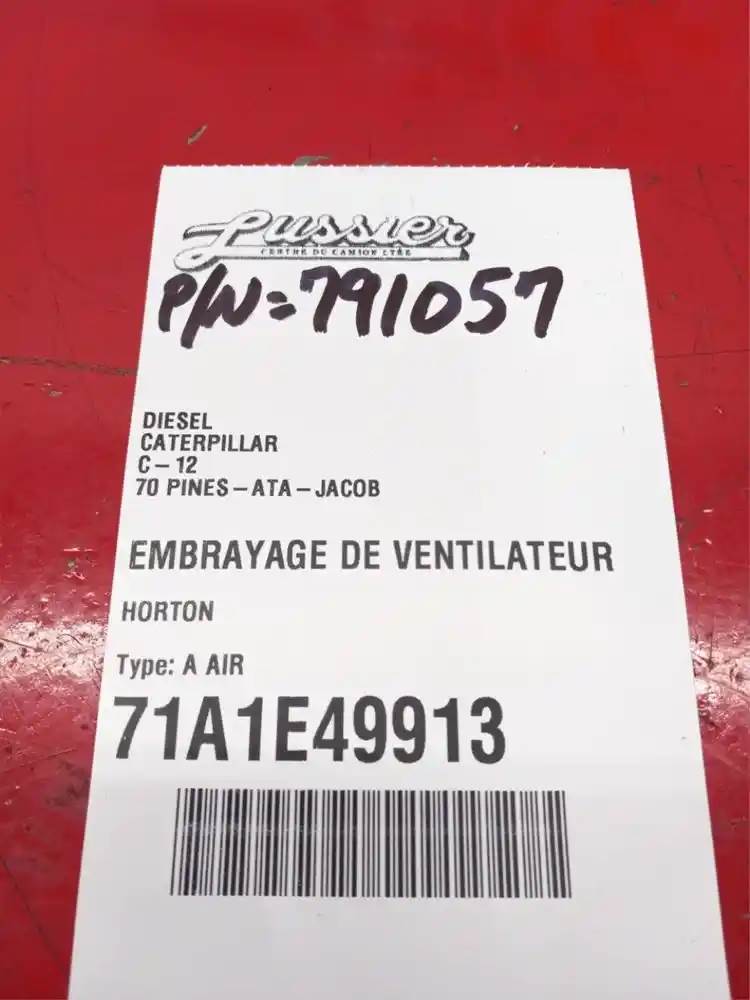 Lussier
CENTRE DU CAMION LTÉE
P/N=791057
DIESEL
CATERPILLAR
C-12
70 PINES-ATA-JACOB
EMBRAYAGE DE VENTILATEUR
HORTON
Type: A AIR
71A1E49913